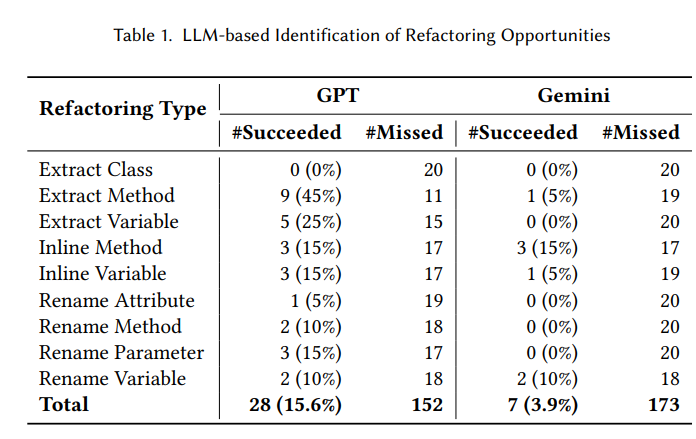 Table 1. LLM-based Identification of Refactoring Opportunities
Refactoring Type GPT Gemini
#Succeeded #Missed #Succeeded #Missed
Extract Class 0 (0%) 20 0 (0%) 20
Extract Method 9 (45%) 11 1 (5%) 19
Extract Variable 5 (25%) 15 0 (0%) 20
Inline Method 3 (15%) 17 3 (15%) 17
Inline Variable 3 (15%) 17 1 (5%) 19
Rename Attribute 1 (5%) 19 0 (0%) 20
Rename Method 2 (10%) 18 0 (0%) 20
Rename Parameter 3 (15%) 17 0 (0%) 20
Rename Variable 2 (10%) 18 2 (10%) 18
Total 28 (15.6%) 152 7 (3.9%) 173